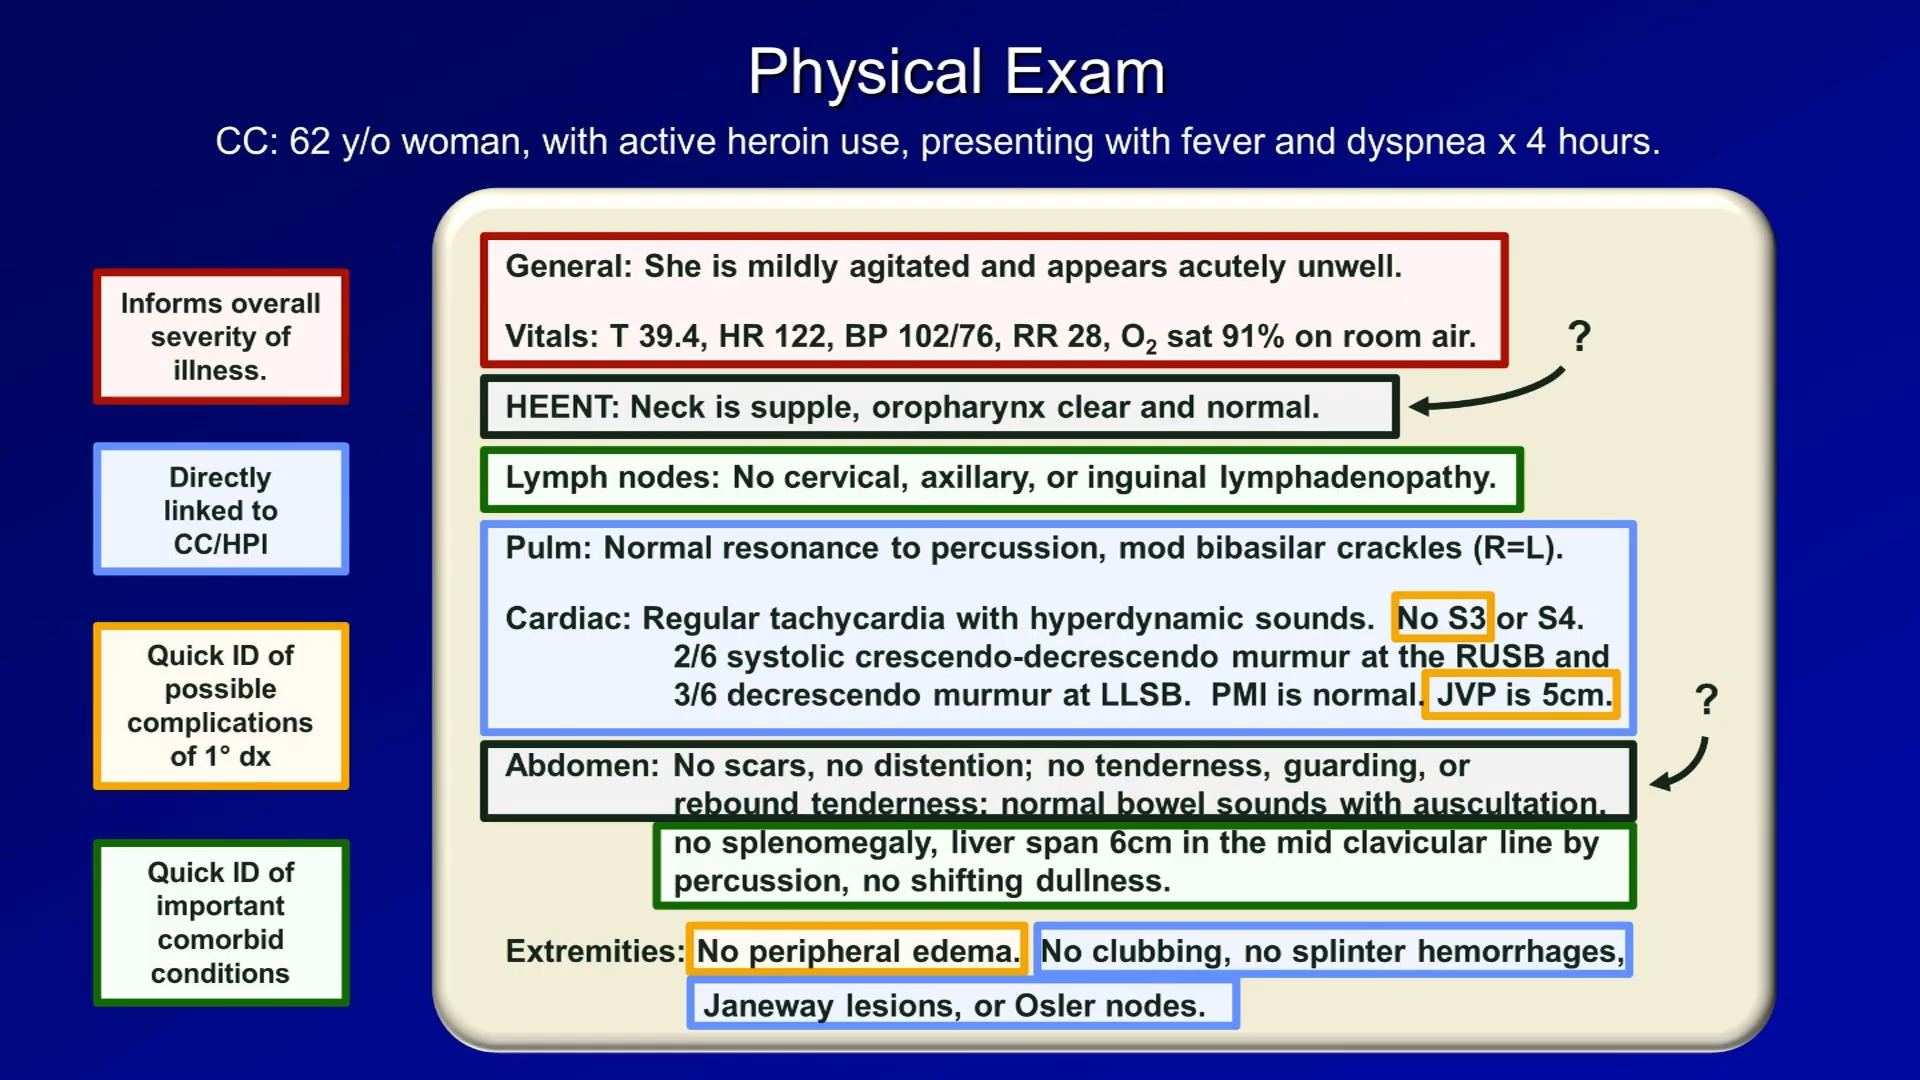 Physical Exam
CC: 62 y/o woman, with active heroin use, presenting with fever and dyspnea x 4 hours.
Informs overall
severity of
illness.
Directly
linked to
CC/HPI
Quick ID of
possible
complications
of 1° dx
Quick ID of
important
comorbid
conditions
General: She is mildly agitated and appears acutely unwell.
Vitals: T 39.4, HR 122, BP 102/76, RR 28, O₂ sat 91% on room air.
?
HEENT: Neck is supple, oropharynx clear and normal.
Lymph nodes: No cervical, axillary, or inguinal lymphadenopathy.
Pulm: Normal resonance to percussion, mod bibasilar crackles (R=L).
Cardiac: Regular tachycardia with hyperdynamic sounds. No S3 or S4.
2/6 systolic crescendo-decrescendo murmur at the RUSB and
3/6 decrescendo murmur at LLSB. PMI is normal. JVP is 5cm.
?
Abdomen: No scars, no distention; no tenderness, guarding, or
rebound tenderness; normal bowel sounds with auscultation.
no splenomegaly, liver span 6cm in the mid clavicular line by
percussion, no shifting dullness.
Extremities: No peripheral edema. No clubbing, no splinter hemorrhages,
Janeway lesions, or Osler nodes.